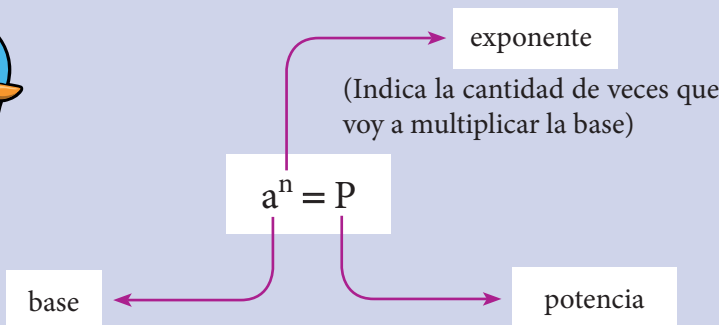 exponente
(Indica la cantidad de veces que
voy a multiplicar la base)
aⁿ = P
base
potencia